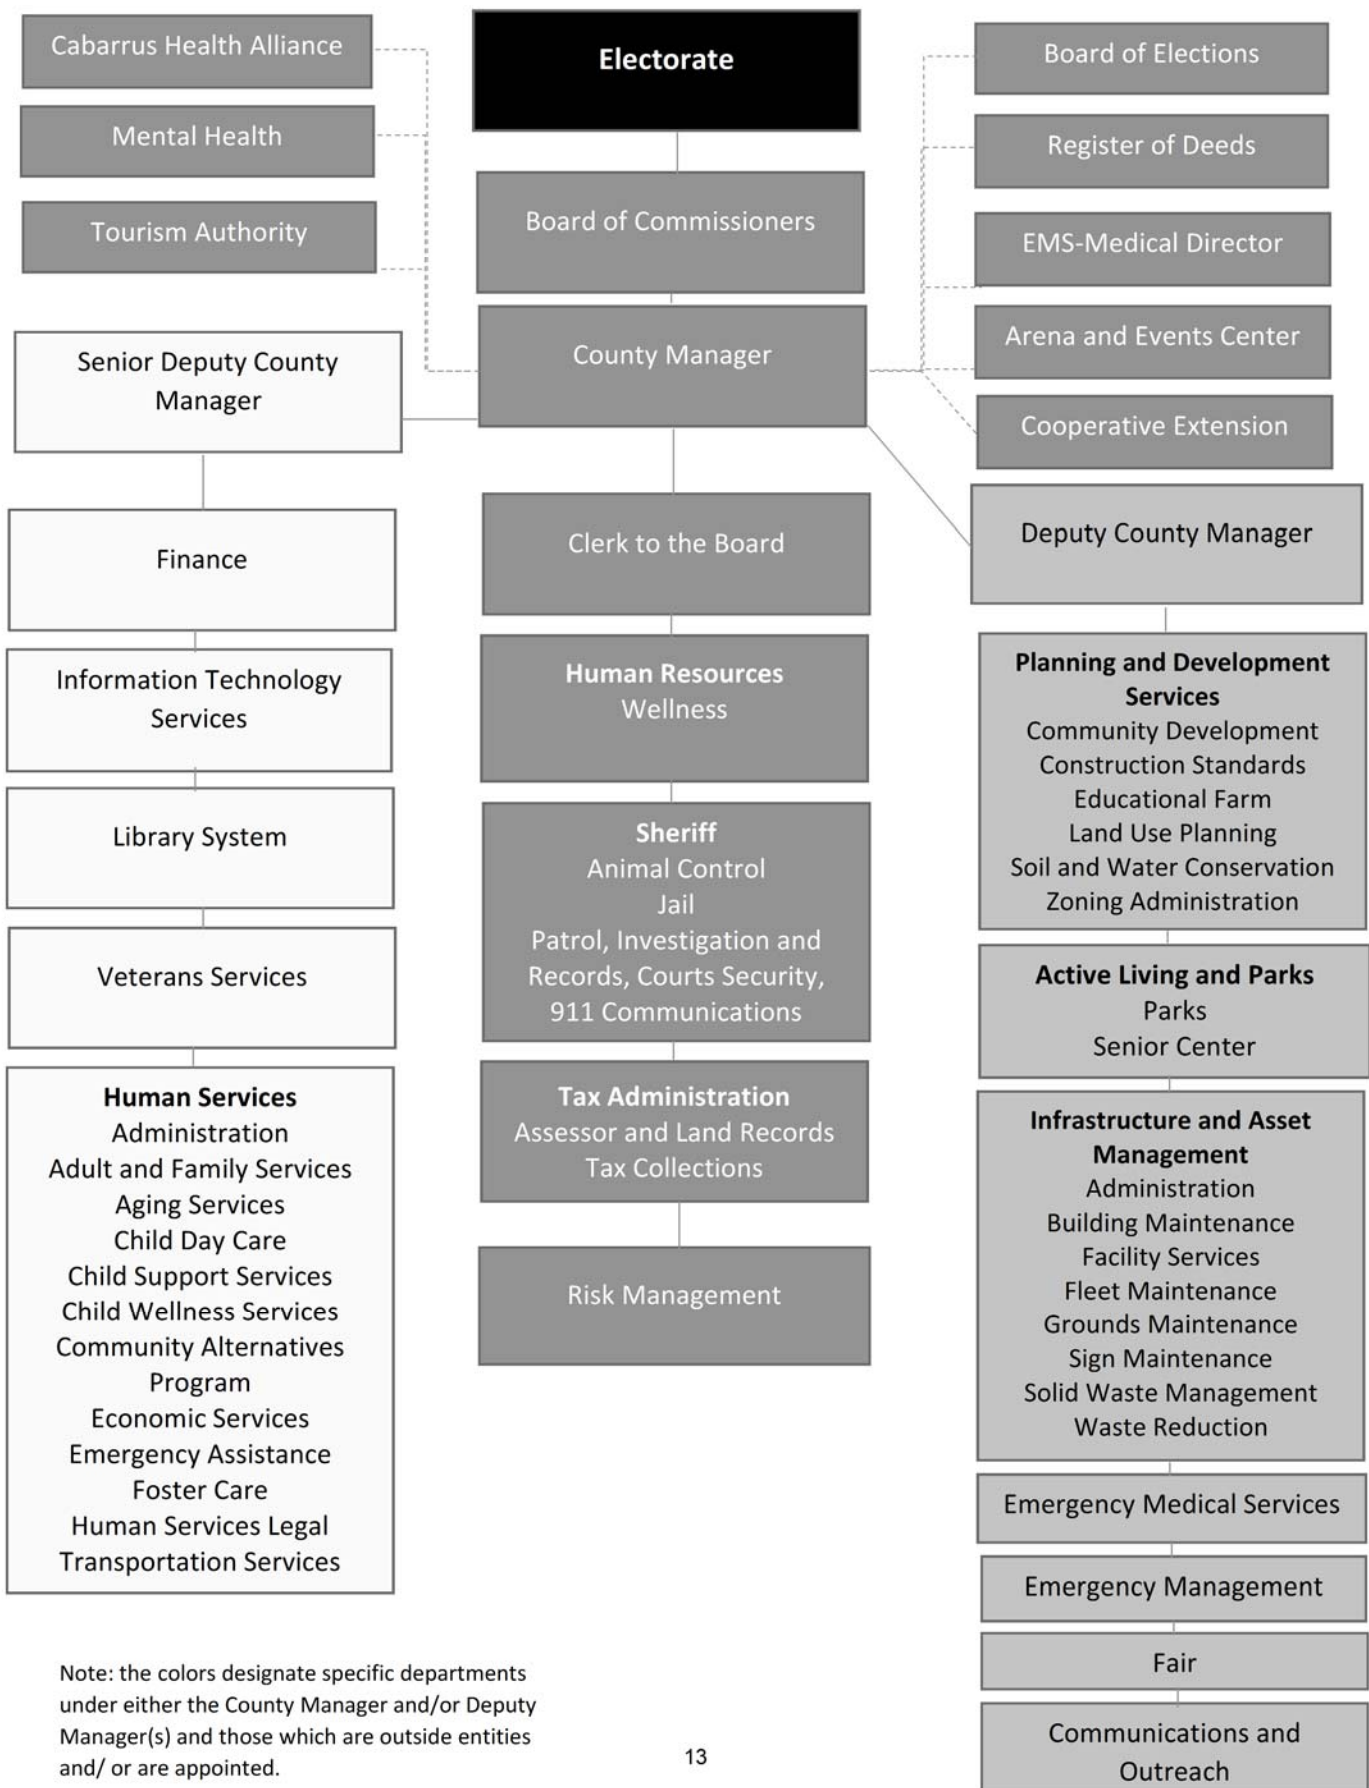 Cabarrus Health Alliance
Mental Health
Tourism Authority
Electorate
Board of Commissioners
County Manager
Board of Elections
Register of Deeds
EMS-Medical Director
Arena and Events Center
Cooperative Extension
Senior Deputy County
Manager
Finance
Information Technology
Services
Library System
Veterans Services
Human Services
Administration
Adult and Family Services
Aging Services
Child Day Care
Child Support Services
Child Wellness Services
Community Alternatives
Program
Economic Services
Emergency Assistance
Foster Care
Human Services Legal
Transportation Services
Clerk to the Board
Human Resources
Wellness
Sheriff
Animal Control
Jail
Patrol, Investigation and
Records, Courts Security,
911 Communications
Tax Administration
Assessor and Land Records
Tax Collections
Risk Management
Deputy County Manager
Planning and Development
Services
Community Development
Construction Standards
Educational Farm
Land Use Planning
Soil and Water Conservation
Zoning Administration
Active Living and Parks
Parks
Senior Center
Infrastructure and Asset
Management
Administration
Building Maintenance
Facility Services
Fleet Maintenance
Grounds Maintenance
Sign Maintenance
Solid Waste Management
Waste Reduction
Emergency Medical Services
Emergency Management
Fair
Communications and
Outreach
Note: the colors designate specific departments
under either the County Manager and/or Deputy
Manager(s) and those which are outside entities
and/ or are appointed.
13